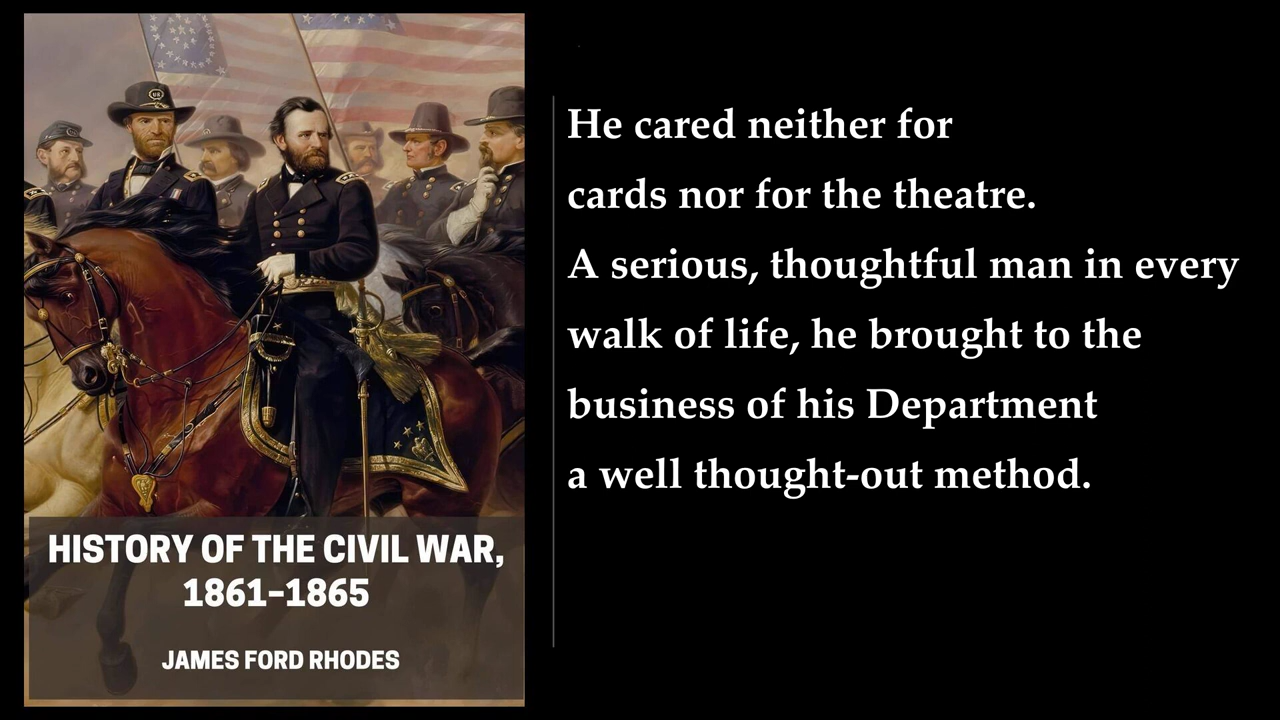 HISTORY OF THE CIVIL WAR,
1861–1865
JAMES FORD RHODES
He cared neither for
cards nor for the theatre.
A serious, thoughtful man in every
walk of life, he brought to the
business of his Department
a well thought-out method.